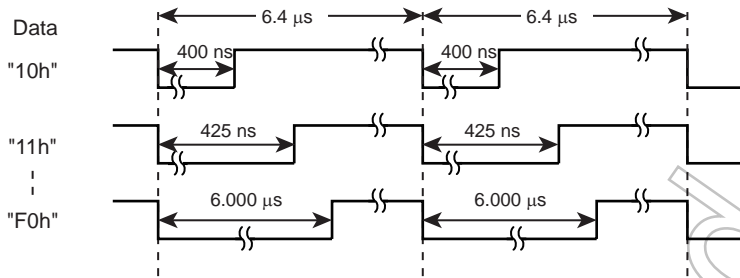 6.4 μs 6.4 μs
Data
"10h" 400 ns 400 ns
"11h" 425 ns 425 ns
"F0h" 6.000 μs 6.000 μs